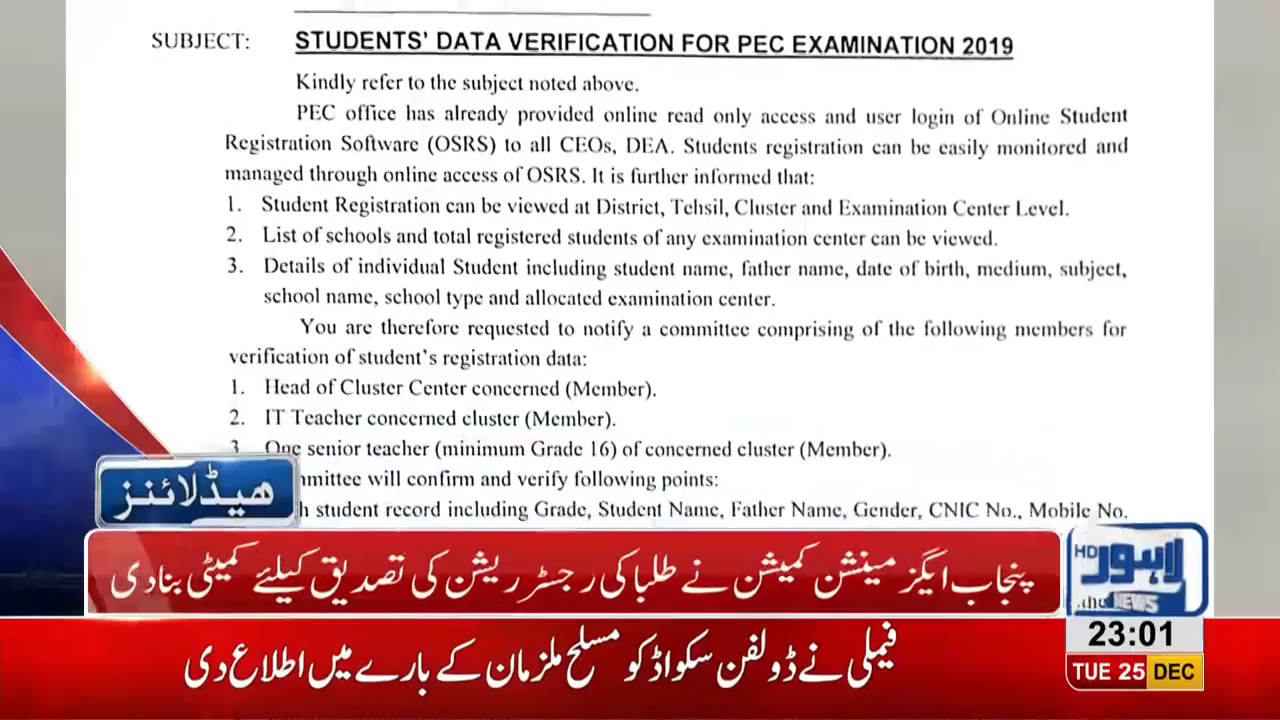 SUBJECT: STUDENTS' DATA VERIFICATION FOR PEC EXAMINATION 2019
Kindly refer to the subject noted above.
PEC office has already provided online read only access and user login of Online Student
Registration Software (OSRS) to all CEOs, DEA. Students registration can be easily monitored and
managed through online access of OSRS. It is further informed that:
1. Student Registration can be viewed at District, Tehsil, Cluster and Examination Center Level.
2. List of schools and total registered students of any examination center can be viewed.
3. Details of individual Student including student name, father name, date of birth, medium, subject,
school name, school type and allocated examination center.
You are therefore requested to notify a committee comprising of the following members for
verification of student's registration data:
1. Head of Cluster Center concerned (Member).
2. IT Teacher concerned cluster (Member).
3. One senior teacher (minimum Grade 16) of concerned cluster (Member).
will confirm and verify following points:
student record including Grade, Student Name, Father Name, Gender, CNIC No., Mobile No.
ہیڈلائنز
پنجاب ایگزمینشن کمیشن نے طلبا کی رجسٹریشن کی تصدیق کیلئے کمیٹی بنا دی
HD لاہور
NEWS
فیملی نے ڈولفن سکواڈ کو مسلح ملزمان کے بارے میں اطلاع دی
23:01
TUE 25 DEC